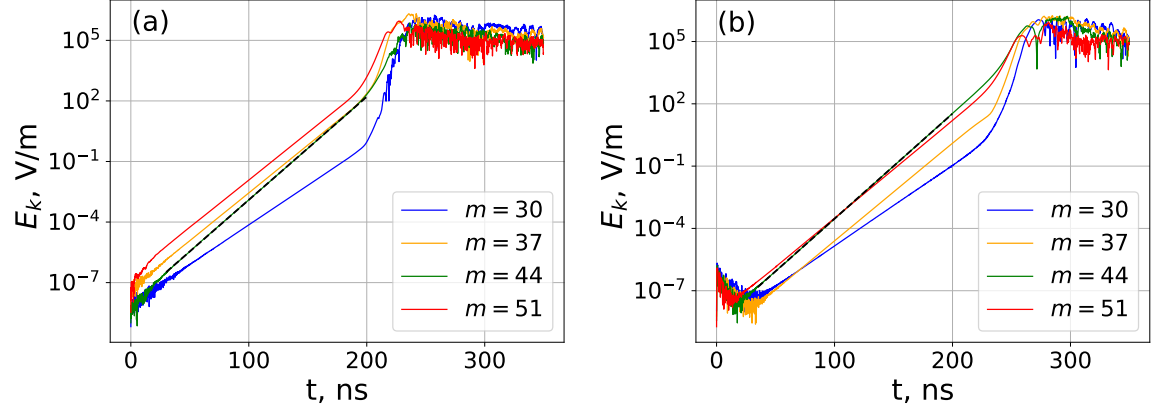 (a)
E_k, V/m
10^5
10^2
10^{-1}
10^{-4}
10^{-7}
m = 30
m = 37
m = 44
m = 51
0 100 200 300
t, ns
(b)
E_k, V/m
10^5
10^2
10^{-1}
10^{-4}
10^{-7}
m = 30
m = 37
m = 44
m = 51
0 100 200 300
t, ns